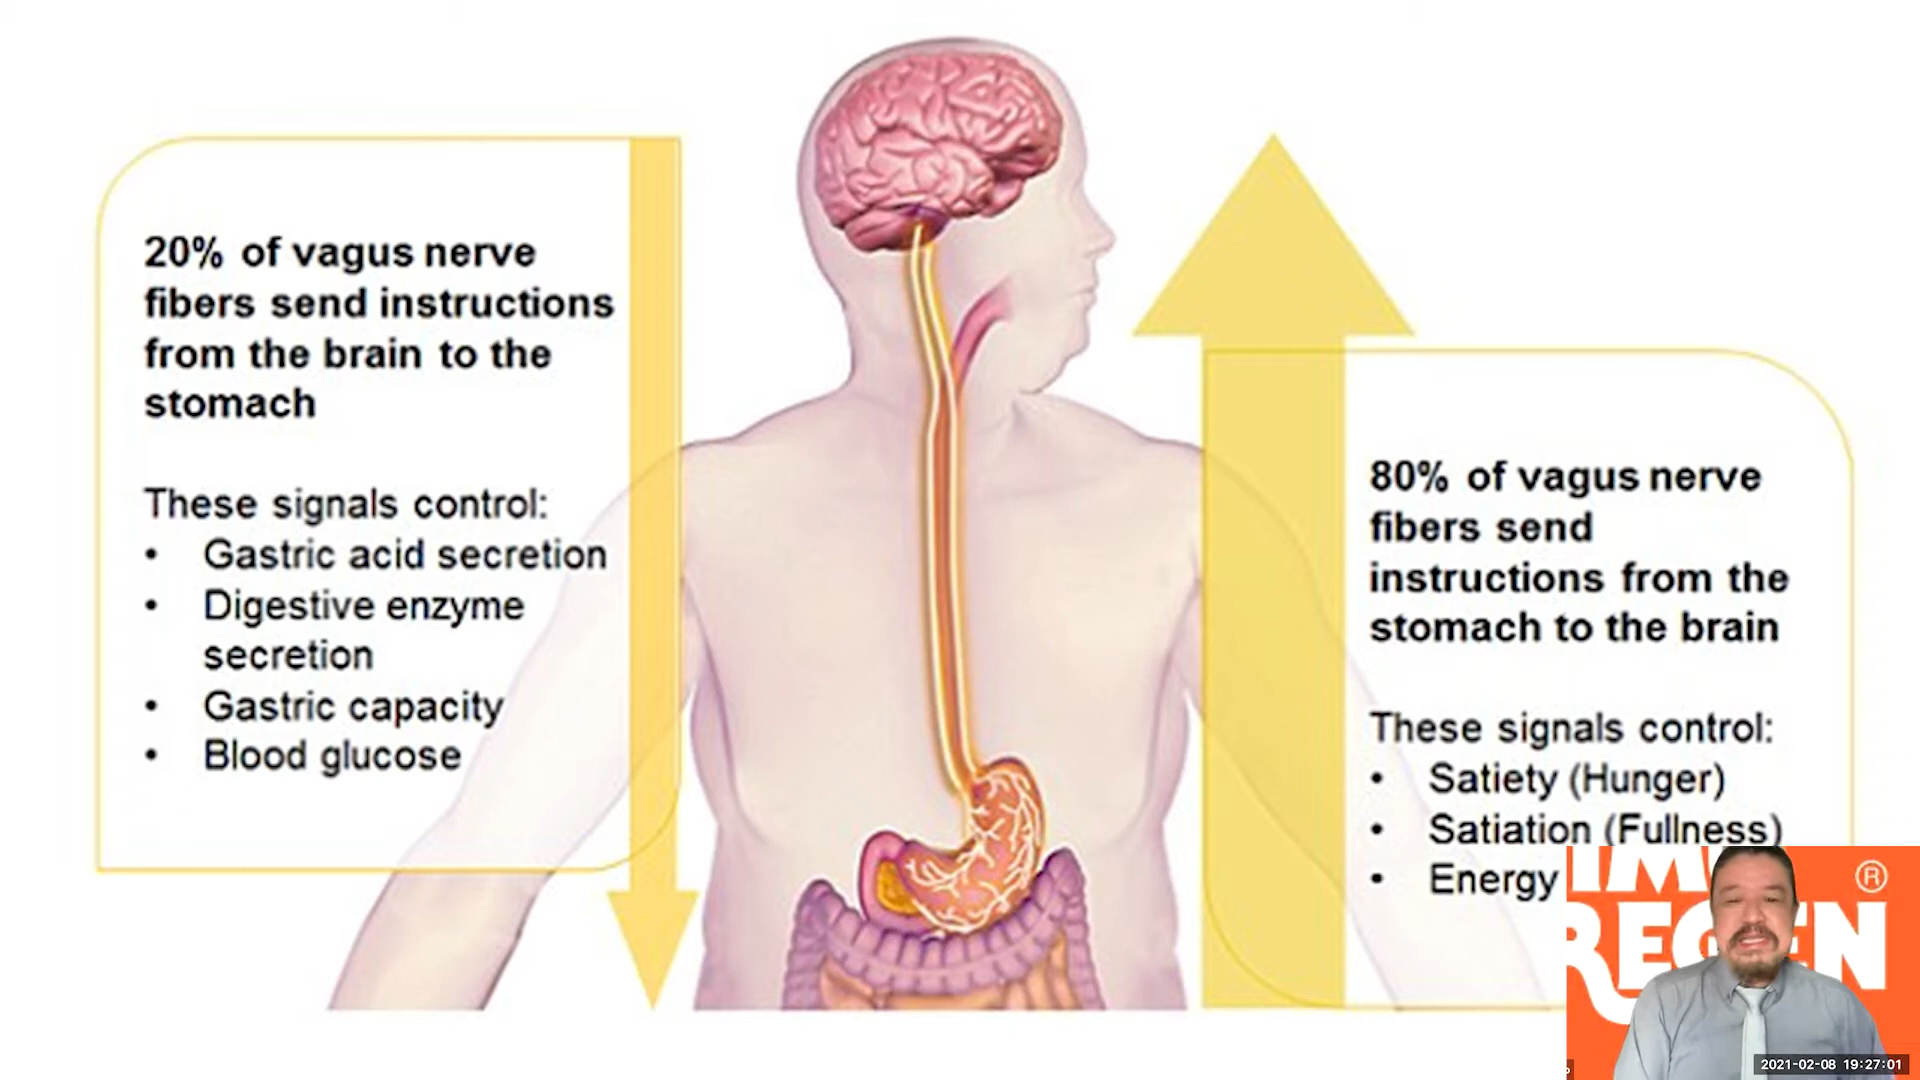 20% of vagus nerve
fibers send instructions
from the brain to the
stomach
These signals control:
• Gastric acid secretion
• Digestive enzyme
secretion
• Gastric capacity
• Blood glucose
80% of vagus nerve
fibers send
instructions from the
stomach to the brain
These signals control:
• Satiety (Hunger)
• Satiation (Fullness)
• Energy
®
2021-02-08 19:27:01